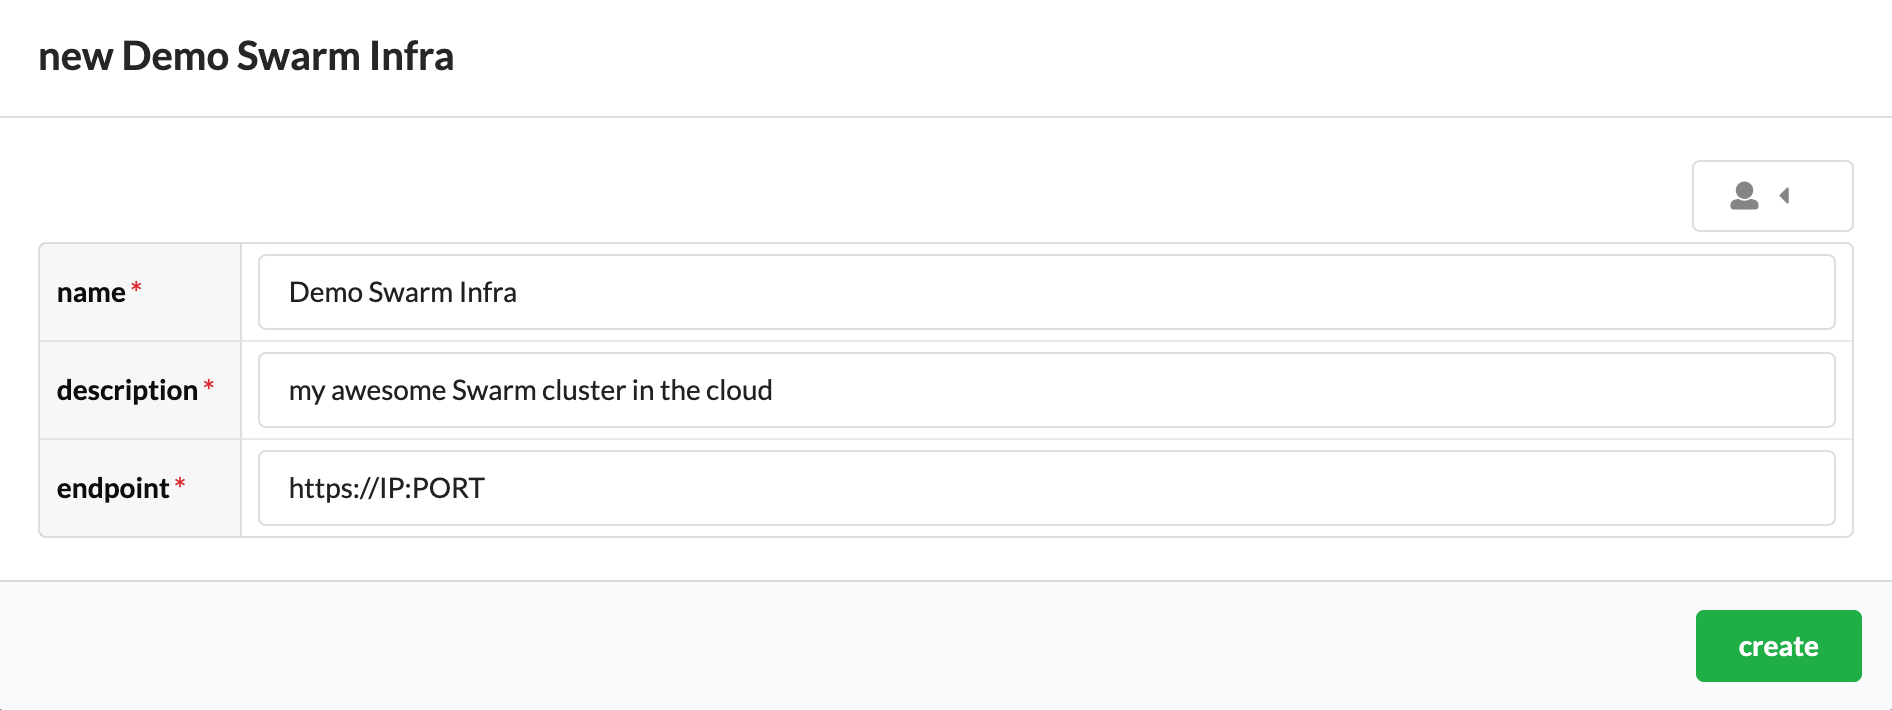 new Demo Swarm Infra
name * Demo Swarm Infra
description * my awesome Swarm cluster in the cloud
endpoint * https://IP:PORT
create